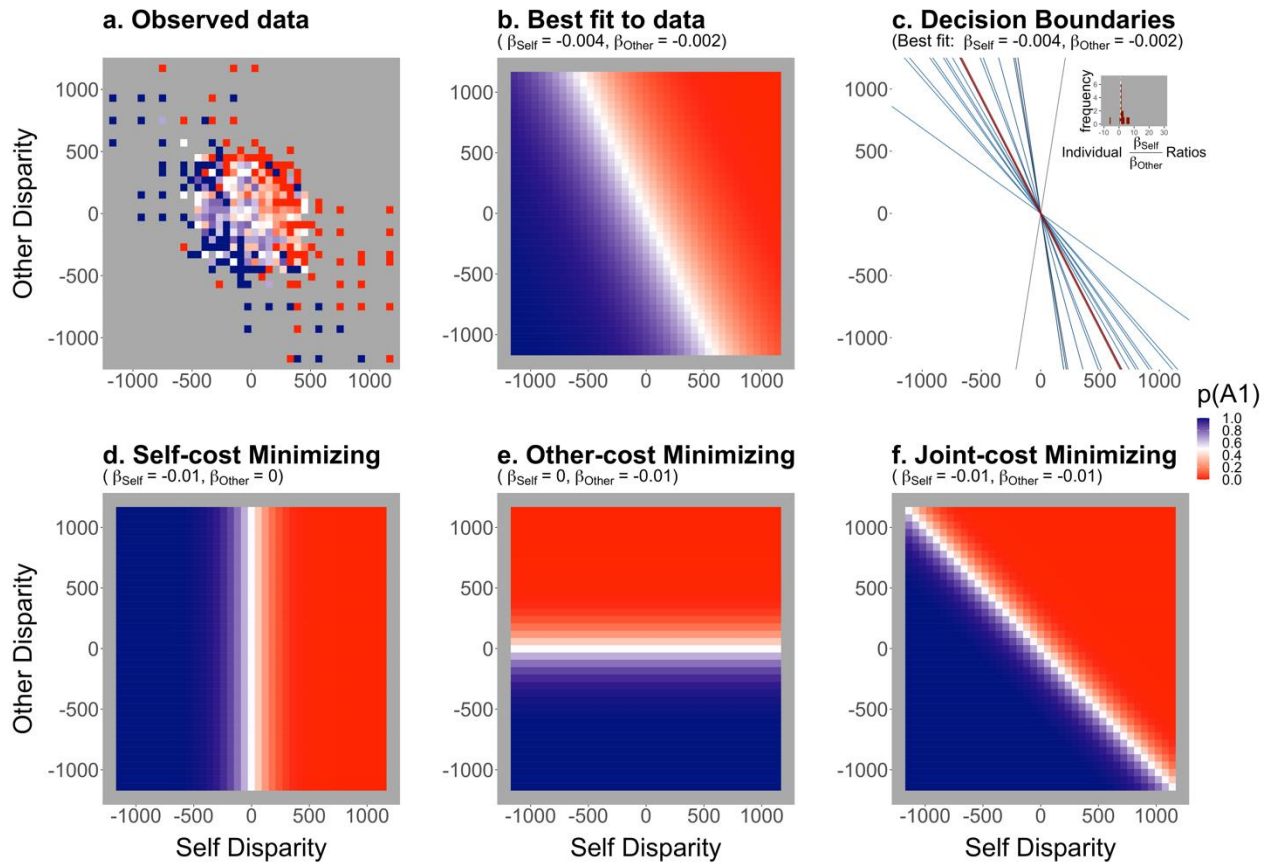 a. Observed data
Other Disparity
1000
500
0
-500
-1000
-1000 -500 0 500 1000
b. Best fit to data
( βSelf = -0.004, βOther = -0.002)
1000
500
0
-500
-1000
-1000 -500 0 500 1000
c. Decision Boundaries
(Best fit: βSelf = -0.004, βOther = -0.002)
1000
500
0
-500
-1000
-1000 -500 0 500 1000
frequency
6
4
2
0
-10 0 10 20 30
Individual βSelf/βOther Ratios
p(A1)
1.0
0.8
0.6
0.4
0.2
0.0
d. Self-cost Minimizing
( βSelf = -0.01, βOther = 0)
Other Disparity
1000
500
0
-500
-1000
-1000 -500 0 500 1000
Self Disparity
e. Other-cost Minimizing
( βSelf = 0, βOther = -0.01)
1000
500
0
-500
-1000
-1000 -500 0 500 1000
Self Disparity
f. Joint-cost Minimizing
( βSelf = -0.01, βOther = -0.01)
1000
500
0
-500
-1000
-1000 -500 0 500 1000
Self Disparity